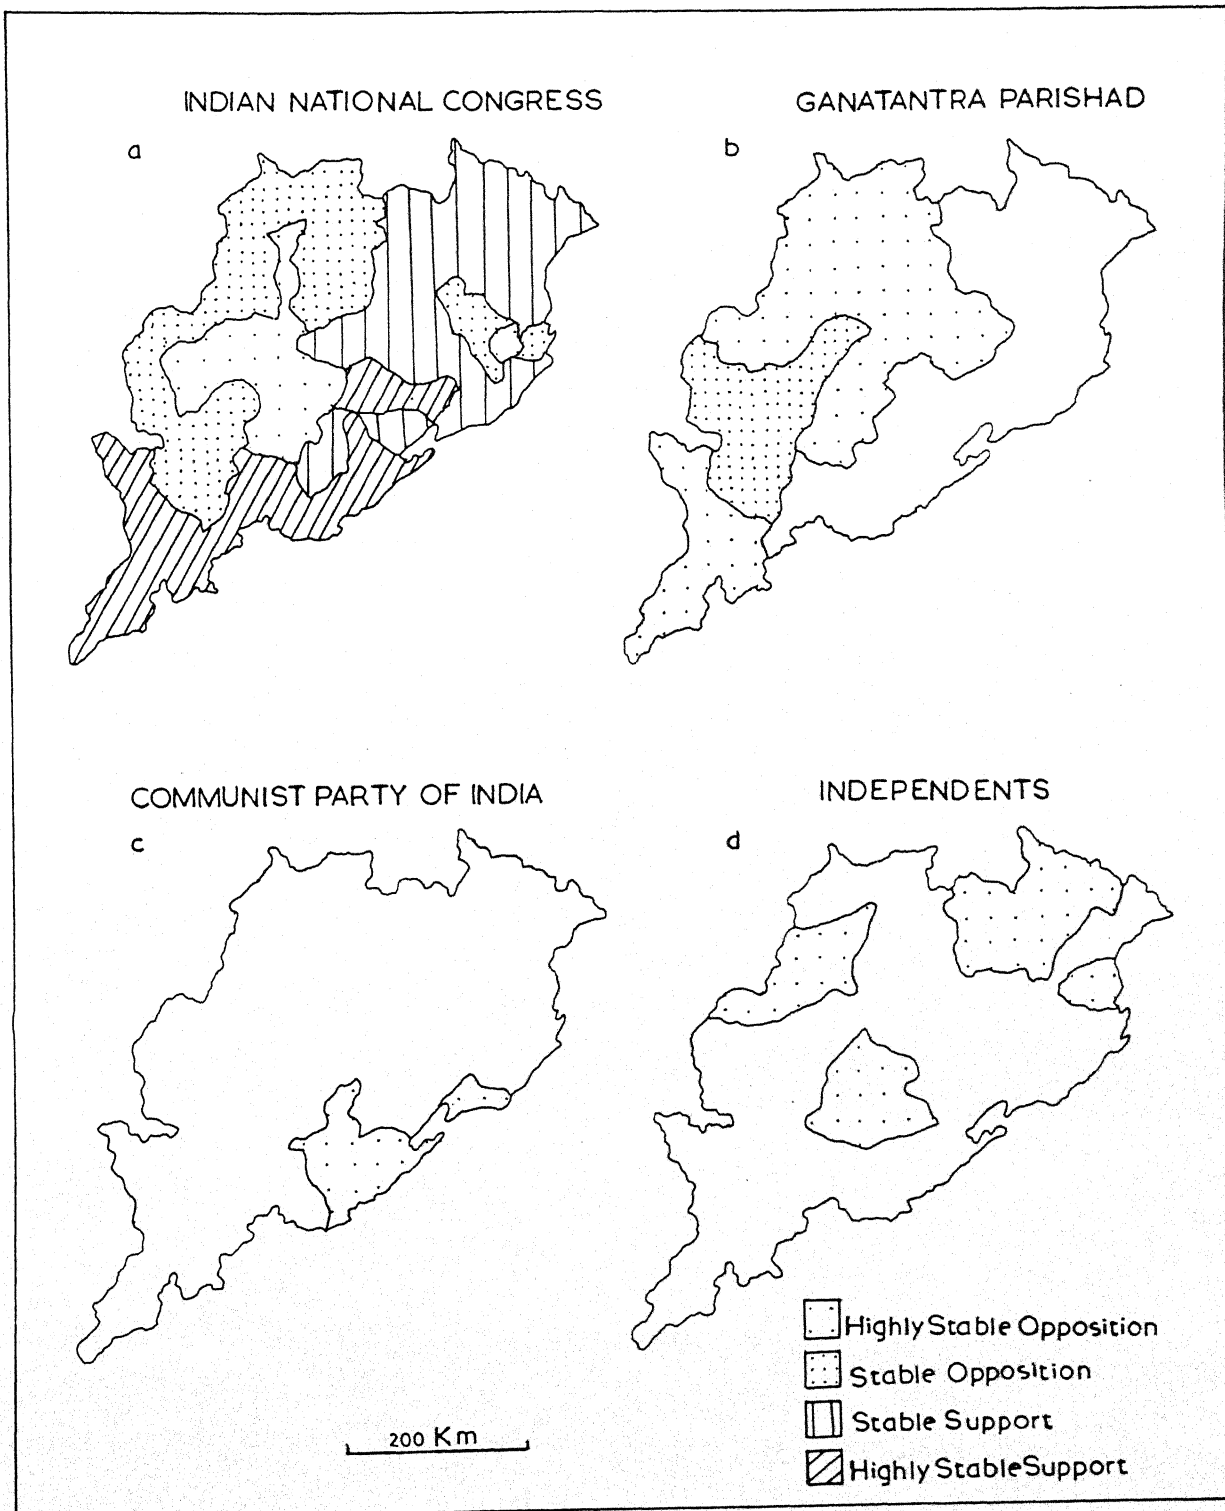 INDIAN NATIONAL CONGRESS
a
GANATANTRA PARISHAD
b
COMMUNIST PARTY OF INDIA
c
INDEPENDENTS
d
Highly Stable Opposition
Stable Opposition
Stable Support
Highly Stable Support
200 Km